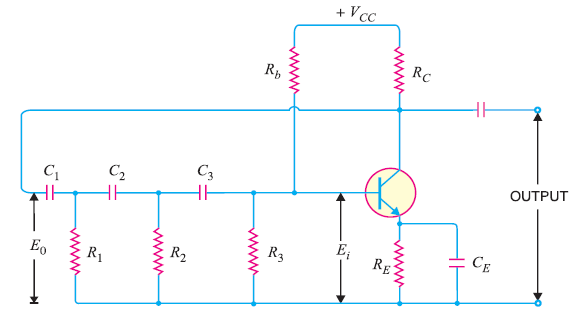 + V_CC
R_b
R_C
C_1
C_2
C_3
OUTPUT
E_0
R_1
R_2
R_3
E_i
R_E
C_E